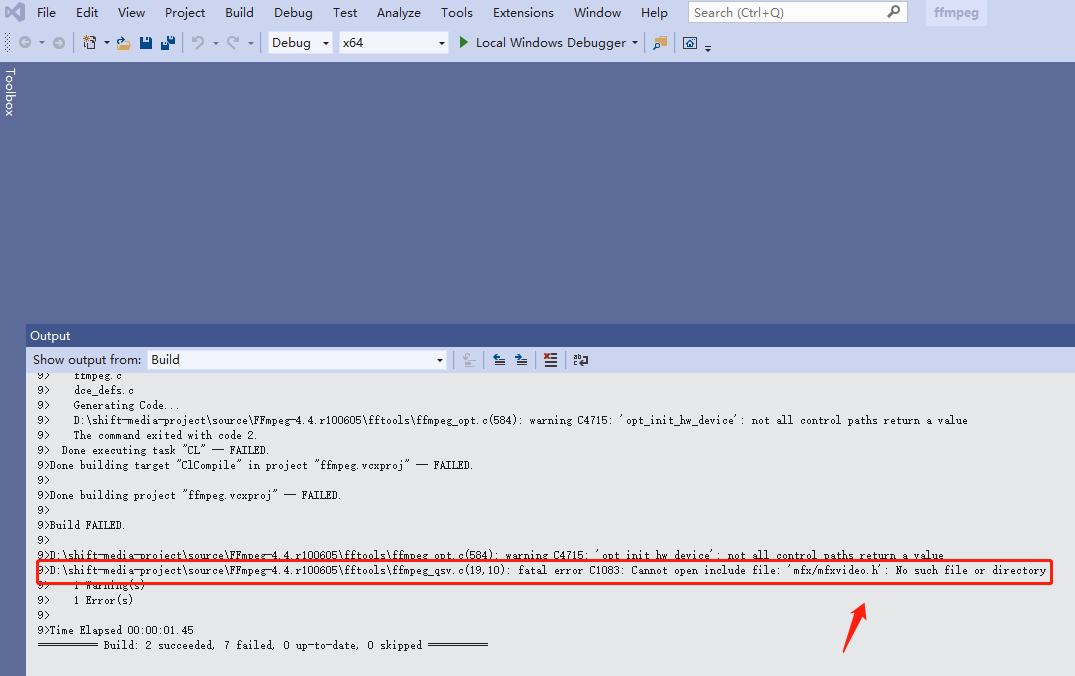 File Edit View Project Build Debug Test Analyze Tools Extensions Window Help Search (Ctrl+Q) ffmpeg
Debug x64 Local Windows Debugger
Toolbox
Output
Show output from: Build
9> ffmpeg.c
9> dce_defs.c
9> Generating Code...
9> D:\shift-media-project\source\FFmpeg-4.4.r100605\fftools\ffmpeg_opt.c(584): warning C4715: 'opt_init_hw_device': not all control paths return a value
9> The command exited with code 2.
9> Done executing task "CL" -- FAILED.
9>Done building target "ClCompile" in project "ffmpeg.vcxproj" -- FAILED.
9>
9>Done building project "ffmpeg.vcxproj" -- FAILED.
9>
9>Build FAILED.
9>
9>D:\shift-media-project\source\FFmpeg-4.4.r100605\fftools\ffmpeg_opt.c(584): warning C4715: 'opt_init_hw_device': not all control paths return a value
9>D:\shift-media-project\source\FFmpeg-4.4.r100605\fftools\ffmpeg_qsv.c(19,10): fatal error C1083: Cannot open include file: 'mfx/mfxvideo.h': No such file or directory
9> 1 Warning(s)
9> 1 Error(s)
9>
9>Time Elapsed 00:00:01.45
========== Build: 2 succeeded, 7 failed, 0 up-to-date, 0 skipped ==========